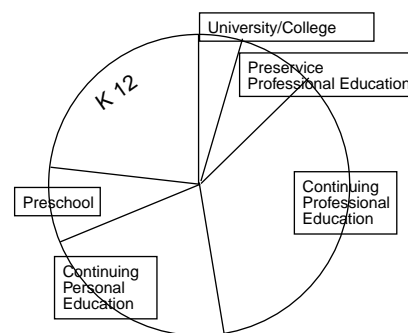 University/College
Preservice
Professional Education
K 12
Continuing
Professional
Education
Preschool
Continuing
Personal
Education